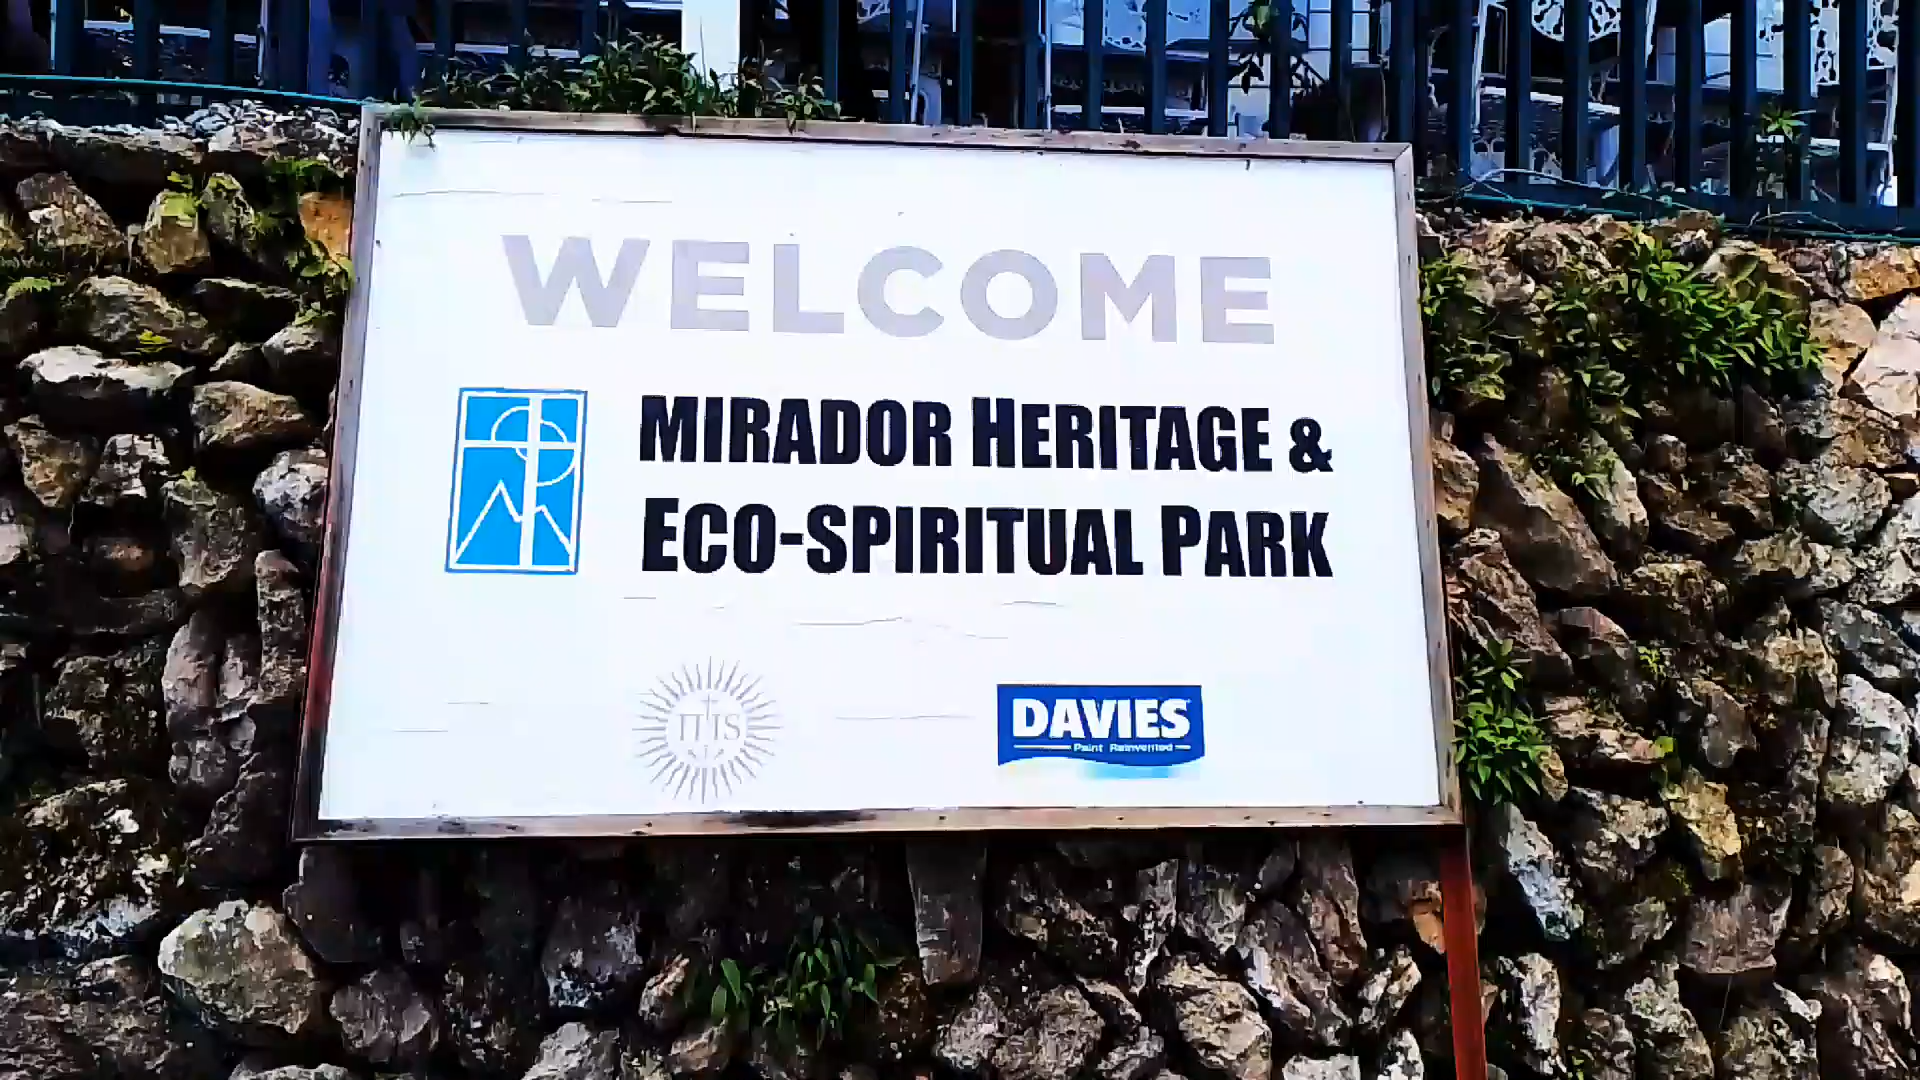 WELCOME
MIRADOR HERITAGE &
ECO-SPIRITUAL PARK
IHS
DAVIES
Paint Reinvented